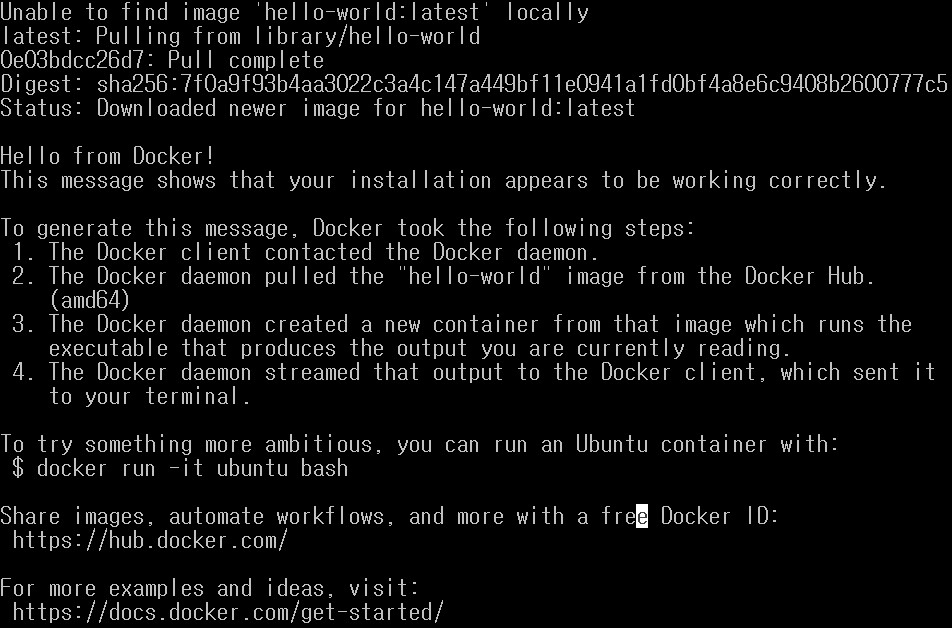 Unable to find image 'hello-world:latest' locally
latest: Pulling from library/hello-world
0e03bdcc26d7: Pull complete
Digest: sha256:7f0a9f93b4aa3022c3a4c147a449bf11e0941a1fd0bf4a8e6c9408b2600777c5
Status: Downloaded newer image for hello-world:latest
Hello from Docker!
This message shows that your installation appears to be working correctly.
To generate this message, Docker took the following steps:
1. The Docker client contacted the Docker daemon.
2. The Docker daemon pulled the "hello-world" image from the Docker Hub.
(amd64)
3. The Docker daemon created a new container from that image which runs the
executable that produces the output you are currently reading.
4. The Docker daemon streamed that output to the Docker client, which sent it
to your terminal.
To try something more ambitious, you can run an Ubuntu container with:
$ docker run -it ubuntu bash
Share images, automate workflows, and more with a free Docker ID:
https://hub.docker.com/
For more examples and ideas, visit:
https://docs.docker.com/get-started/